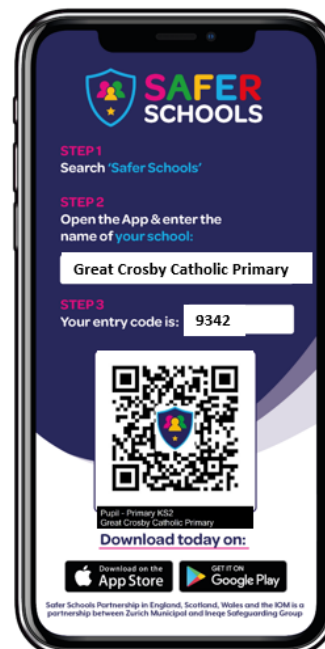 SAFER
SCHOOLS
STEP 1
Search 'Safer Schools'
STEP 2
Open the App & enter the
name of your school:
Great Crosby Catholic Primary
STEP 3
Your entry code is: 9342
Pupil - Primary KS2
Great Crosby Catholic Primary
Download today on:
Download on the
App Store
GET IT ON
Google Play
Safer Schools Partnership in England, Scotland, Wales and the IOM is a
partnership between Zurich Municipal and Ineqe Safeguarding Group